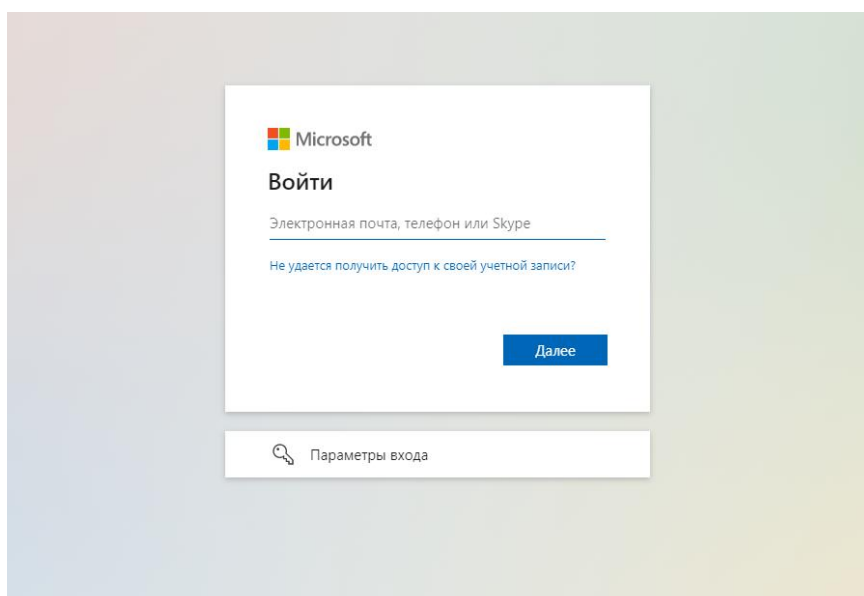 Microsoft
Войти
Электронная почта, телефон или Skype
Не удается получить доступ к своей учетной записи?
Далее
Параметры входа